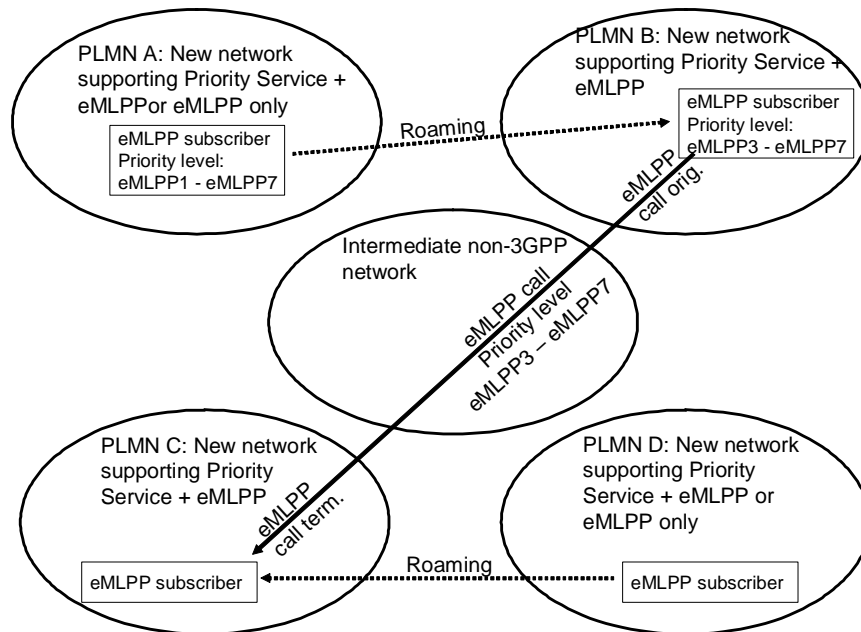 PLMN A: New network
supporting Priority Service +
eMLPPor eMLPP only
eMLPP subscriber
Priority level:
eMLPP1 - eMLPP7
Roaming
PLMN B: New network
supporting Priority Service +
eMLPP
eMLPP subscriber
Priority level:
eMLPP3 - eMLPP7
eMLPP
call orig.
Intermediate non-3GPP
network
eMLPP call
Priority level
eMLPP3 – eMLPP7
PLMN C: New network
supporting Priority
Service + eMLPP
eMLPP
call term.
eMLPP subscriber
Roaming
PLMN D: New network
supporting Priority
Service + eMLPP or
eMLPP only
eMLPP subscriber